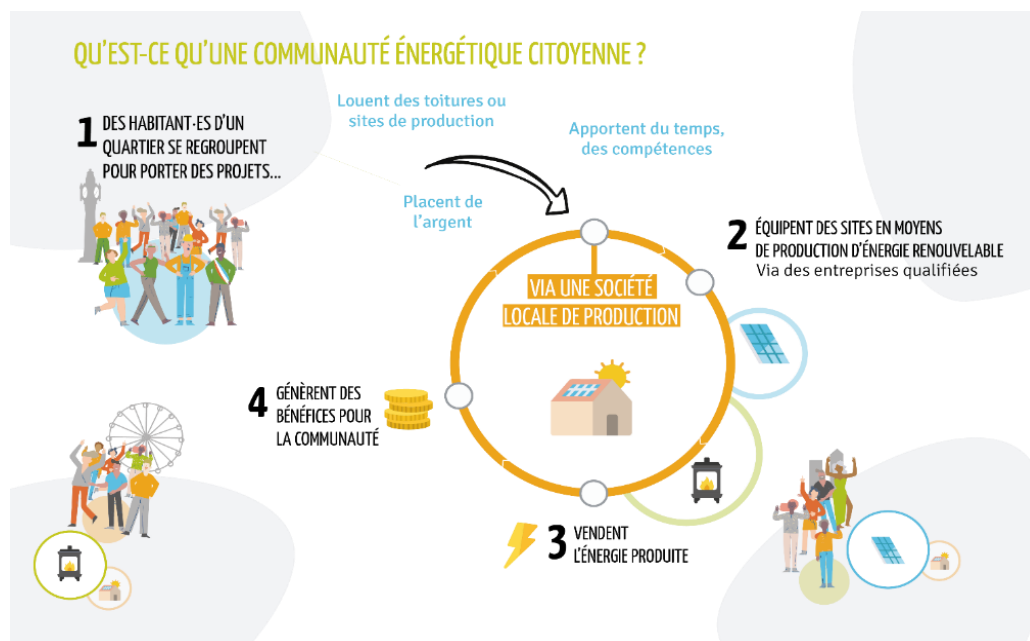 QU'EST-CE QU'UNE COMMUNAUTÉ ÉNERGÉTIQUE CITOYENNE ?
1 DES HABITANT·ES D'UN
QUARTIER SE REGROUPENT
POUR PORTER DES PROJETS...
Louent des toitures ou
sites de production
Apportent du temps,
des compétences
Placent de
l'argent
VIA UNE SOCIÉTÉ
LOCALE DE PRODUCTION
2 ÉQUIPENT DES SITES EN MOYENS
DE PRODUCTION D'ÉNERGIE RENOUVELABLE
Via des entreprises qualifiées
3 VENDENT
L'ÉNERGIE PRODUITE
4 GÉNÈRENT DES
BÉNÉFICES POUR
LA COMMUNAUTÉ